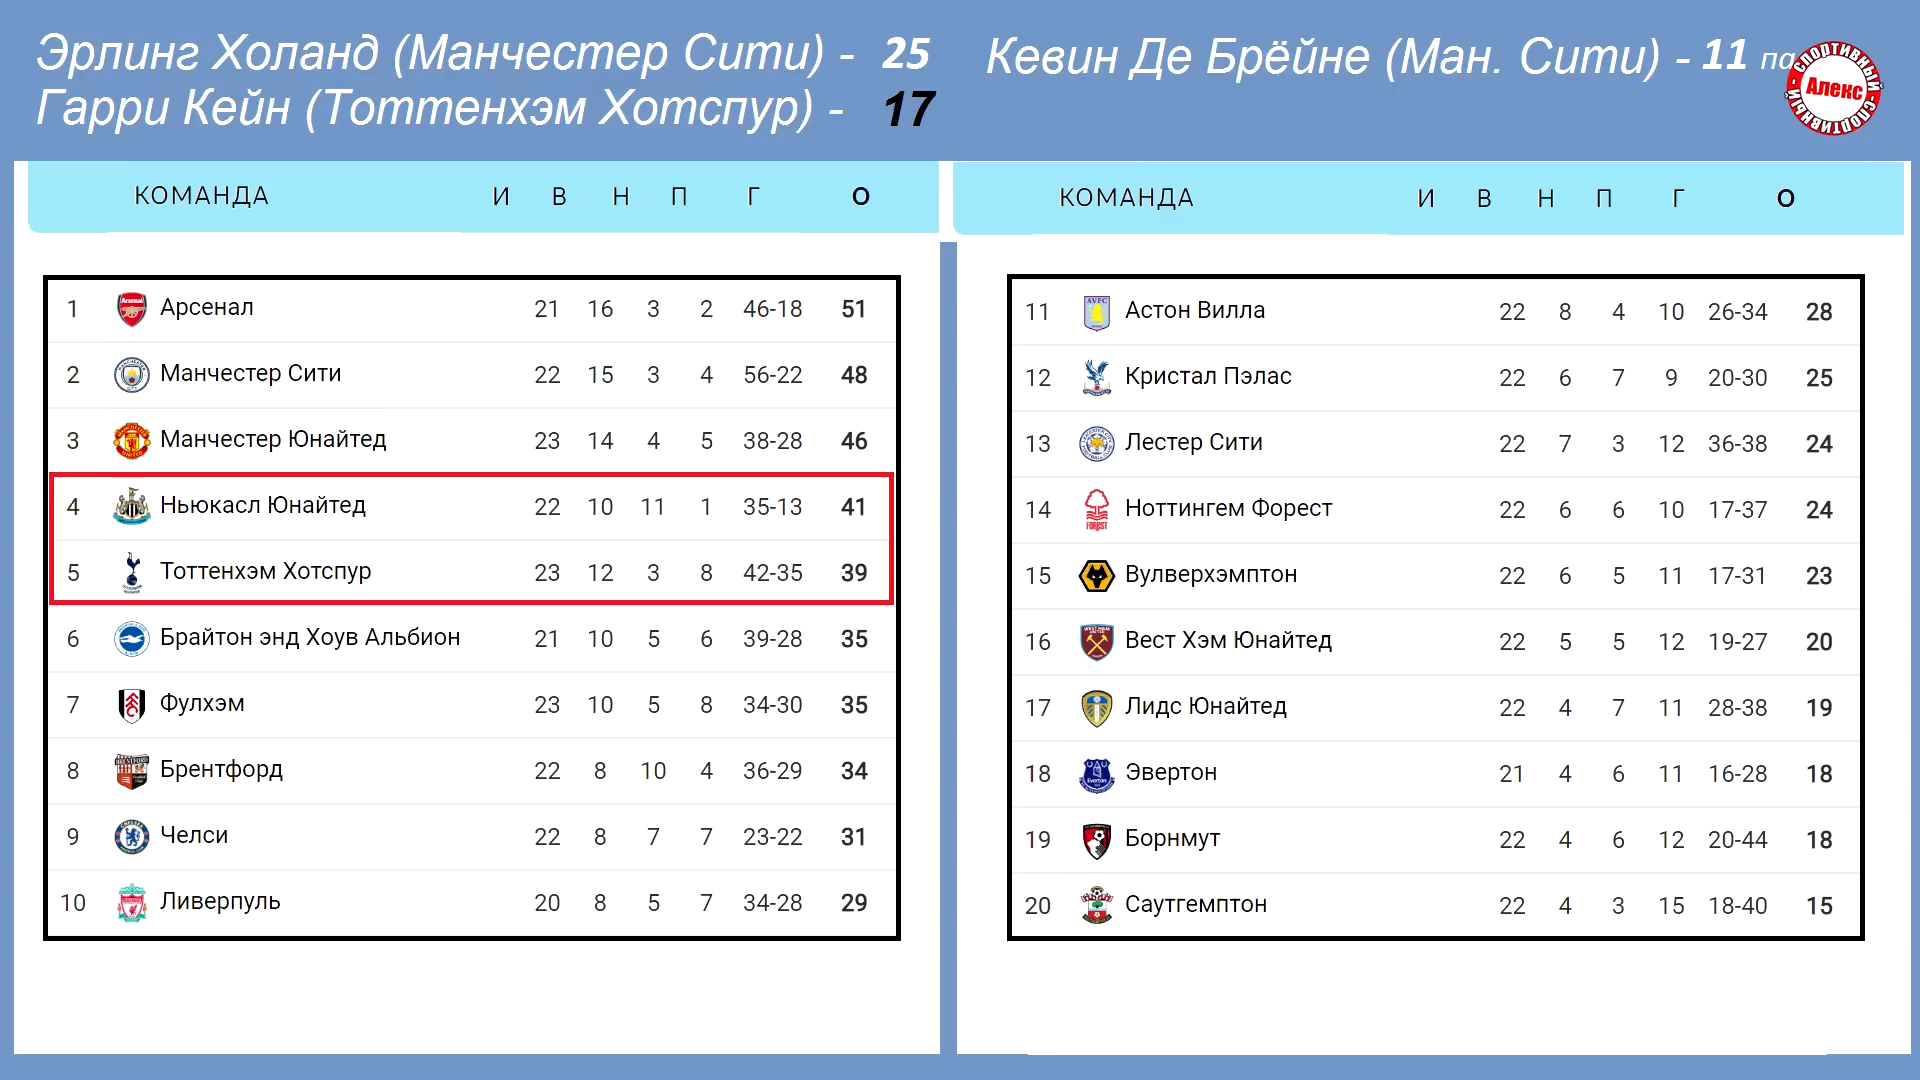 Эрлинг Холанд (Манчестер Сити) - 25
Гарри Кейн (Тоттенхэм Хотспур) - 17
Кевин Де Брёйне (Ман. Сити) - 11 па
СПОРТИВНЫЙ
Алекс
СПОРТИВНЫЙ
КОМАНДА И В Н П Г О
1 Арсенал 21 16 3 2 46-18 51
2 Манчестер Сити 22 15 3 4 56-22 48
3 Манчестер Юнайтед 23 14 4 5 38-28 46
4 Ньюкасл Юнайтед 22 10 11 1 35-13 41
5 Тоттенхэм Хотспур 23 12 3 8 42-35 39
6 Брайтон энд Хоув Альбион 21 10 5 6 39-28 35
7 Фулхэм 23 10 5 8 34-30 35
8 Брентфорд 22 8 10 4 36-29 34
9 Челси 22 8 7 7 23-22 31
10 Ливерпуль 20 8 5 7 34-28 29
КОМАНДА И В Н П Г О
11 Астон Вилла 22 8 4 10 26-34 28
12 Кристал Пэлас 22 6 7 9 20-30 25
13 Лестер Сити 22 7 3 12 36-38 24
14 Ноттингем Форест 22 6 6 10 17-37 24
15 Вулверхэмптон 22 6 5 11 17-31 23
16 Вест Хэм Юнайтед 22 5 5 12 19-27 20
17 Лидс Юнайтед 22 4 7 11 28-38 19
18 Эвертон 21 4 6 11 16-28 18
19 Борнмут 22 4 6 12 20-44 18
20 Саутгемптон 22 4 3 15 18-40 15